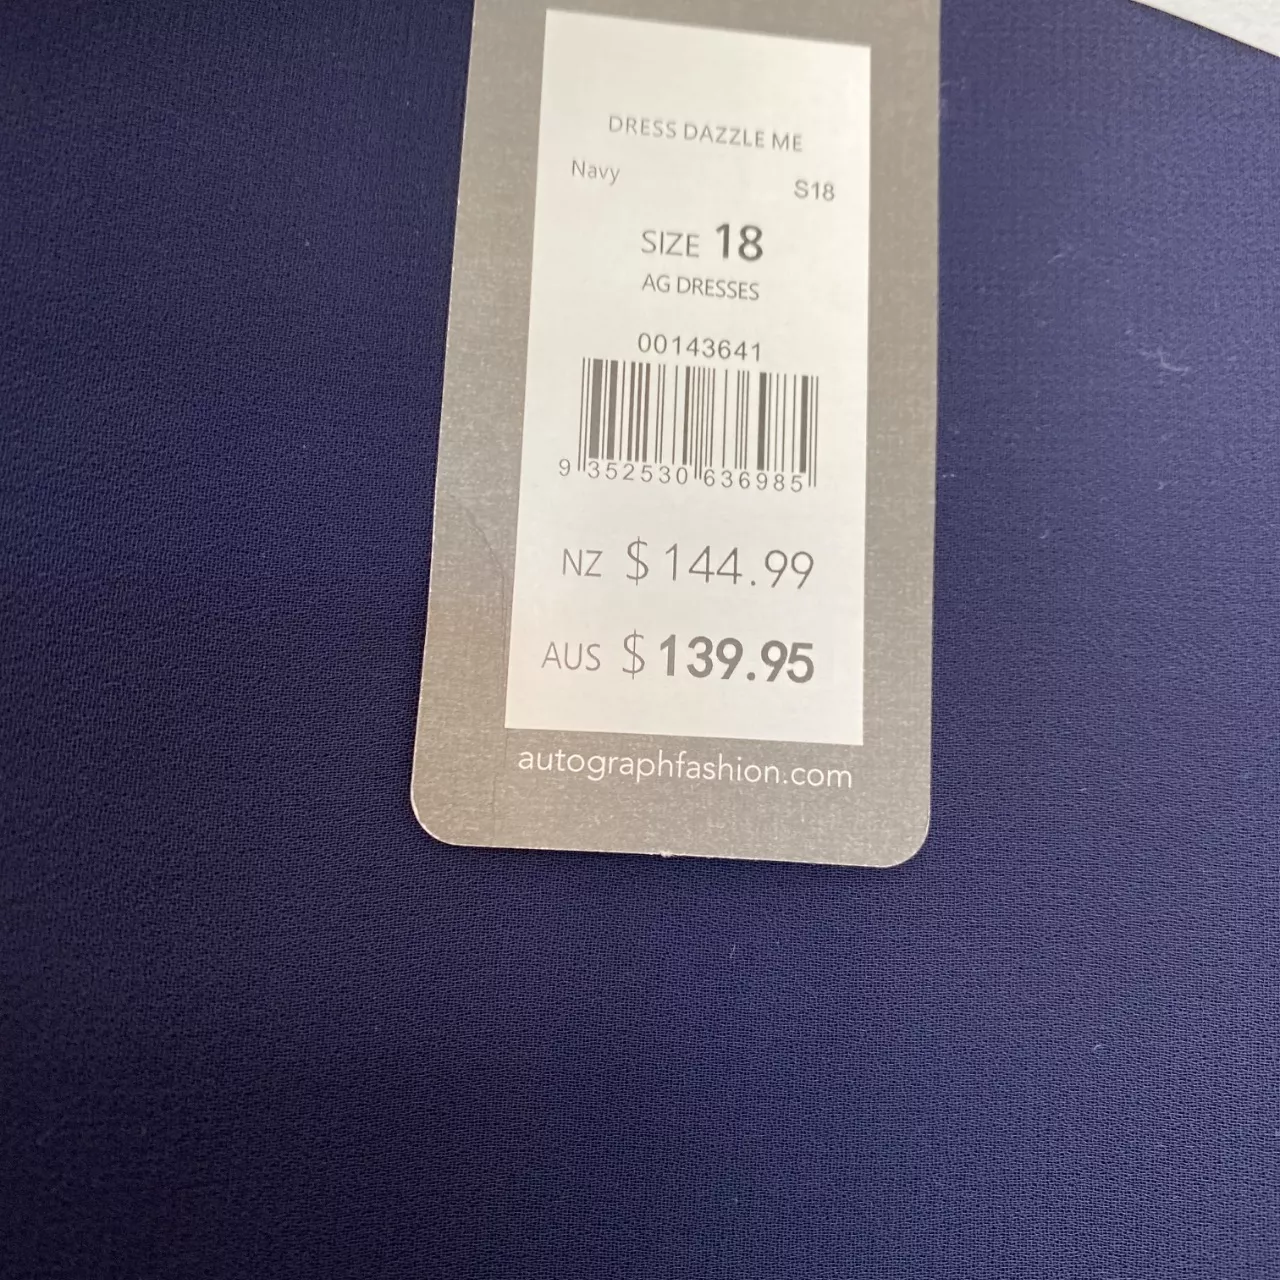 DRESS DAZZLE ME
Navy S18
SIZE 18
AG DRESSES
00143641
9 352530 636985
NZ $144.99
AUS $139.95
autographfashion.com